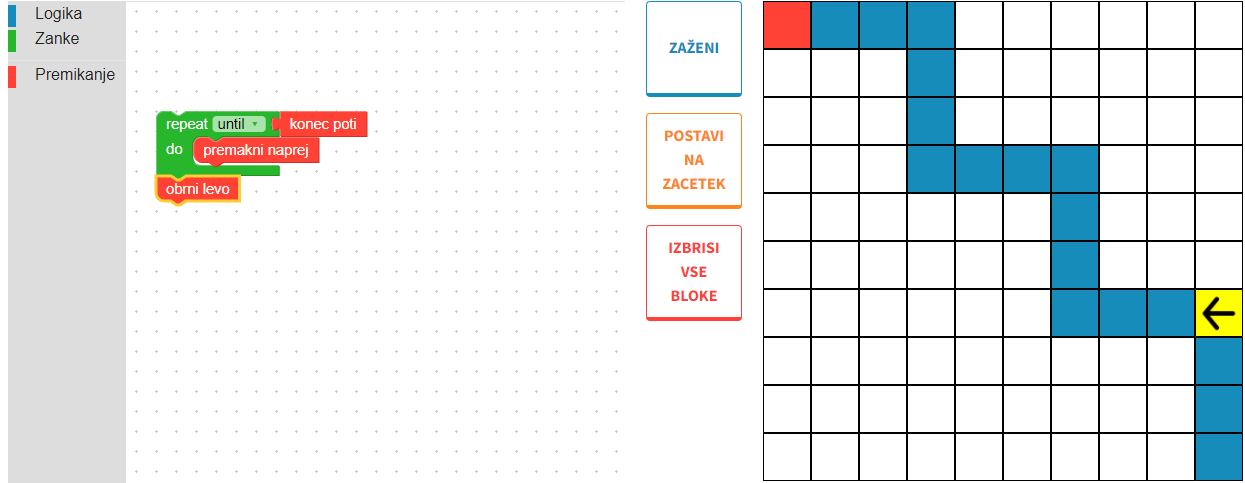 Logika
Zanke
Premikanje
repeat until konec poti
do premakni naprej
obrni levo
ZAŽENI
POSTAVI
NA
ZACETEK
IZBRISI
VSE
BLOKE